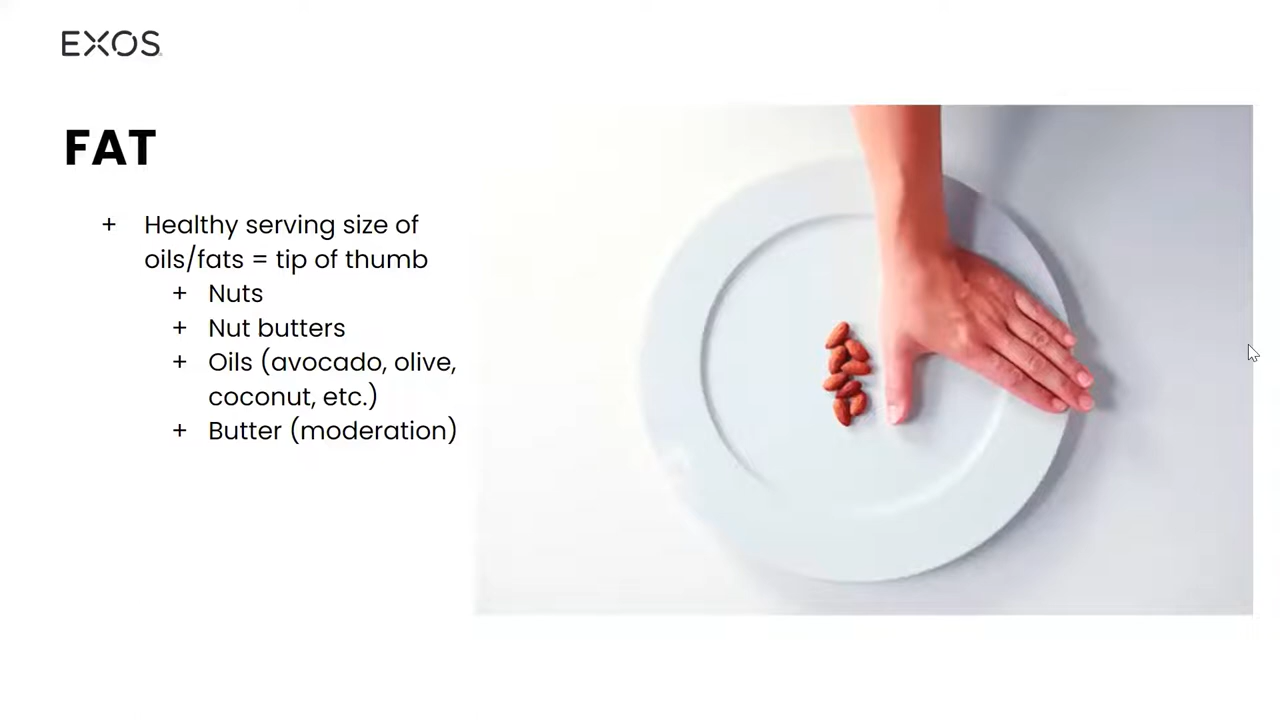 EXOS
FAT
+ Healthy serving size of
oils/fats = tip of thumb
+ Nuts
+ Nut butters
+ Oils (avocado, olive,
coconut, etc.)
+ Butter (moderation)